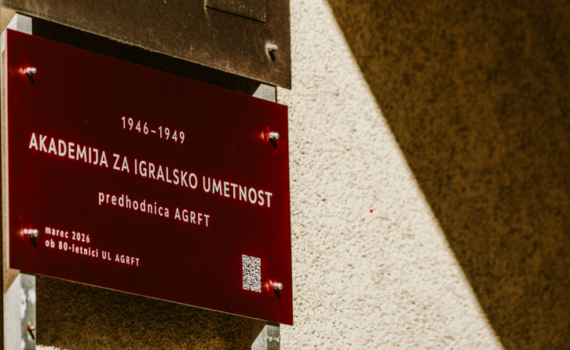 1946–1949
AKADEMIJA ZA IGRALSKO UMETNOST
predhodnica AGRFT
marec 2026
ob 80-letnici UL AGRFT